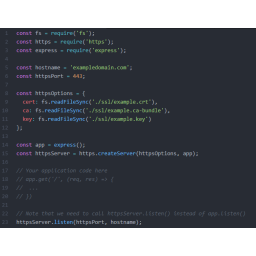 1 const fs = require('fs');
2 const https = require('https');
3 const express = require('express');
4
5 const hostname = 'exampledomain.com';
6 const httpsPort = 443;
7
8 const httpsOptions = {
9 cert: fs.readFileSync('./ssl/example.crt'),
10 ca: fs.readFileSync('./ssl/example.ca-bundle'),
11 key: fs.readFileSync('./ssl/example.key')
12 };
13
14 const app = express();
15 const httpsServer = https.createServer(httpsOptions, app);
16
17 // Your application code here
18 // app.get('/', (req, res) => {
19 // ...
20 // })
21
22 // Note that we need to call httpsServer.listen() instead of app.listen()
23 httpsServer.listen(httpsPort, hostname);